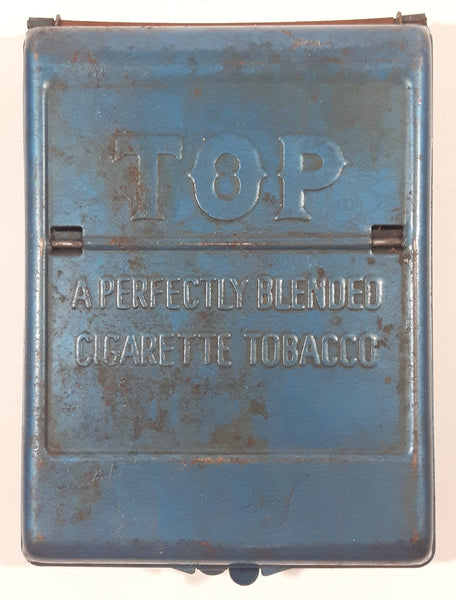 TOP
A PERFECTLY BLENDED
CIGARETTE TOBACCO